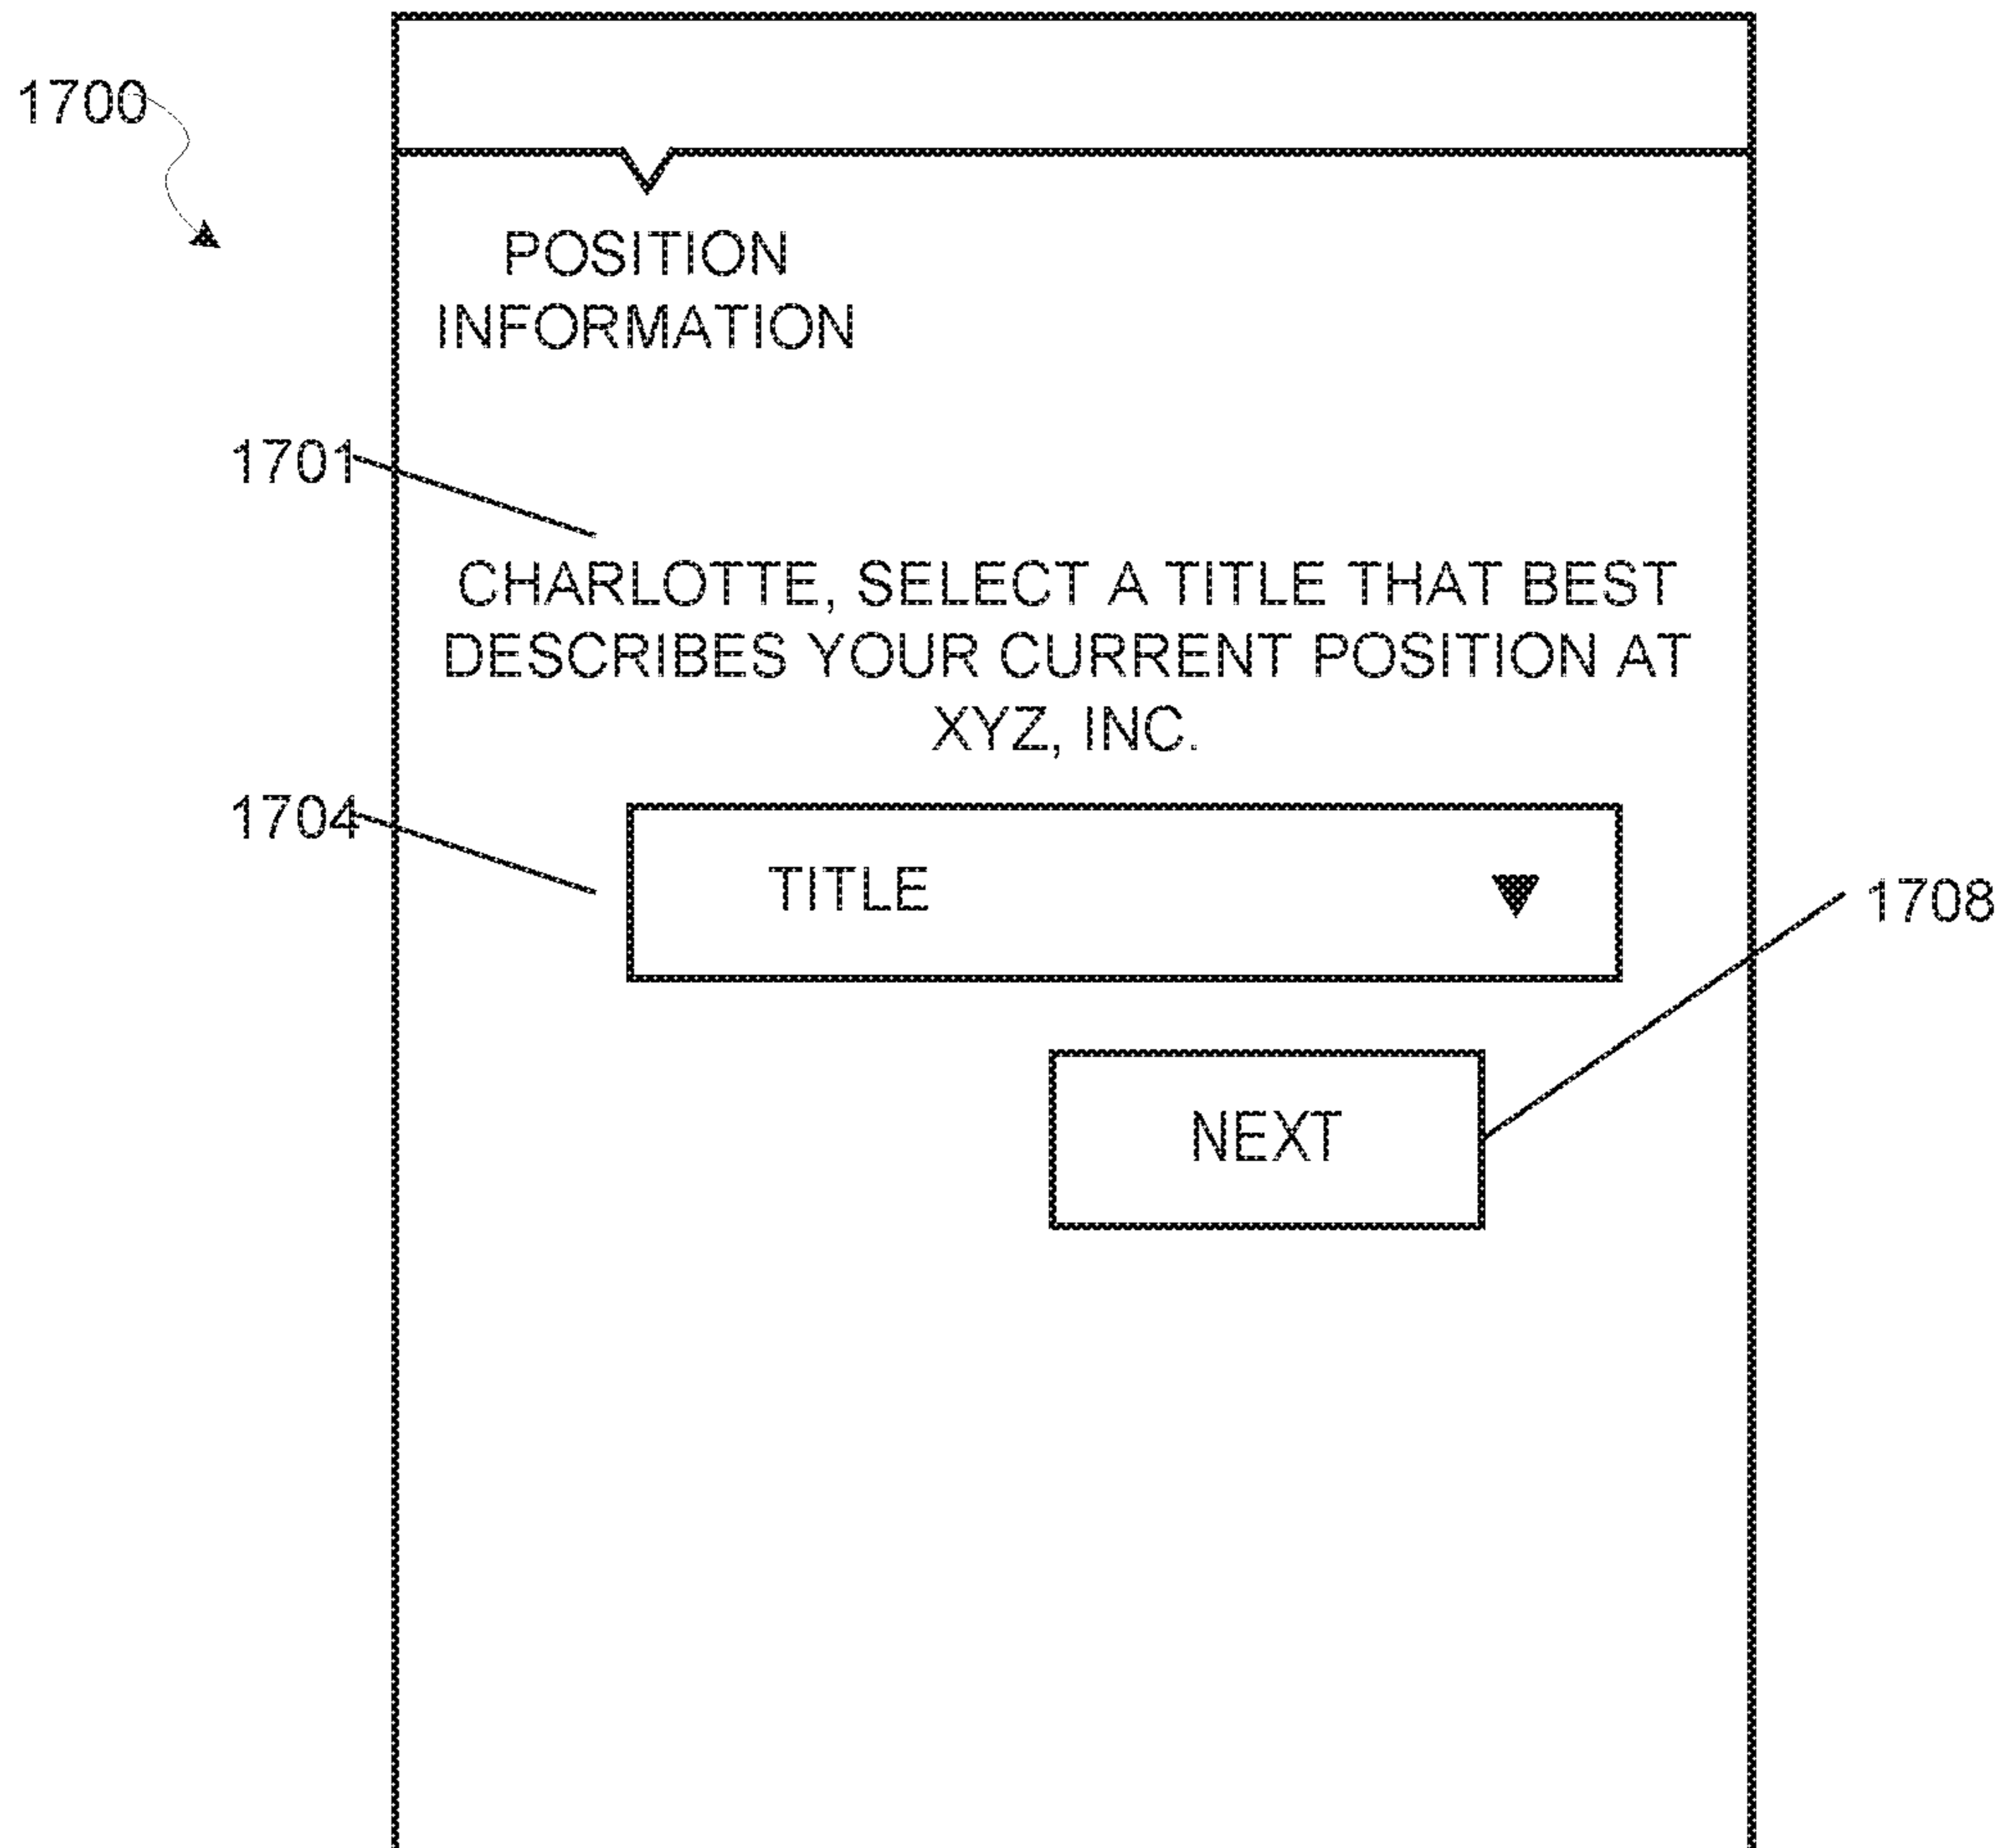 1700
POSITION
INFORMATION
1701
CHARLOTTE, SELECT A TITLE THAT BEST
DESCRIBES YOUR CURRENT POSITION AT
XYZ, INC.
1704
TITLE
1708
NEXT